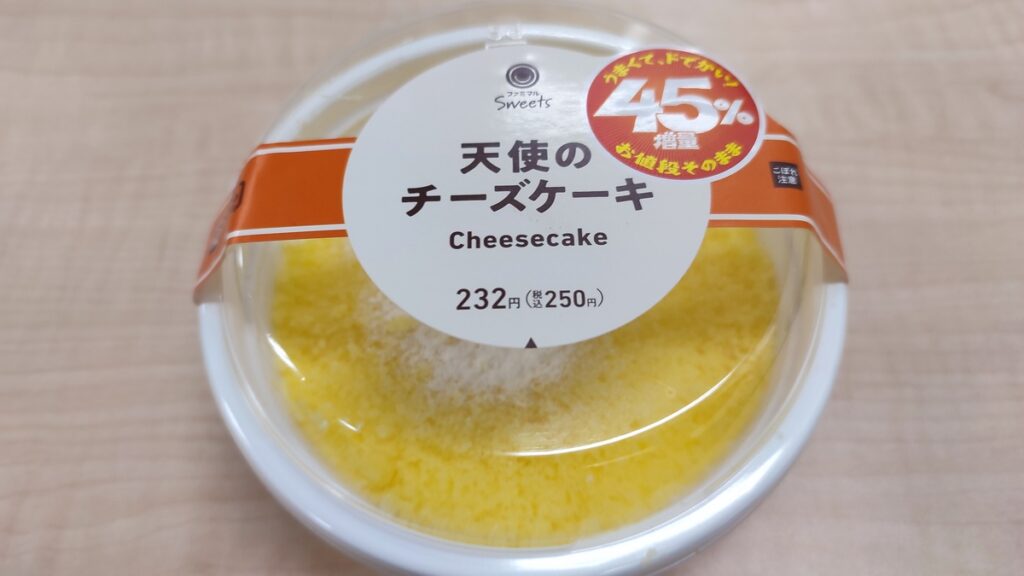 ファミマル
Sweets
うまくて、ドでかい!
45%
増量
お値段そのまま
天使の
チーズケーキ
Cheesecake
232円(税込250円)
こぼれ
注意